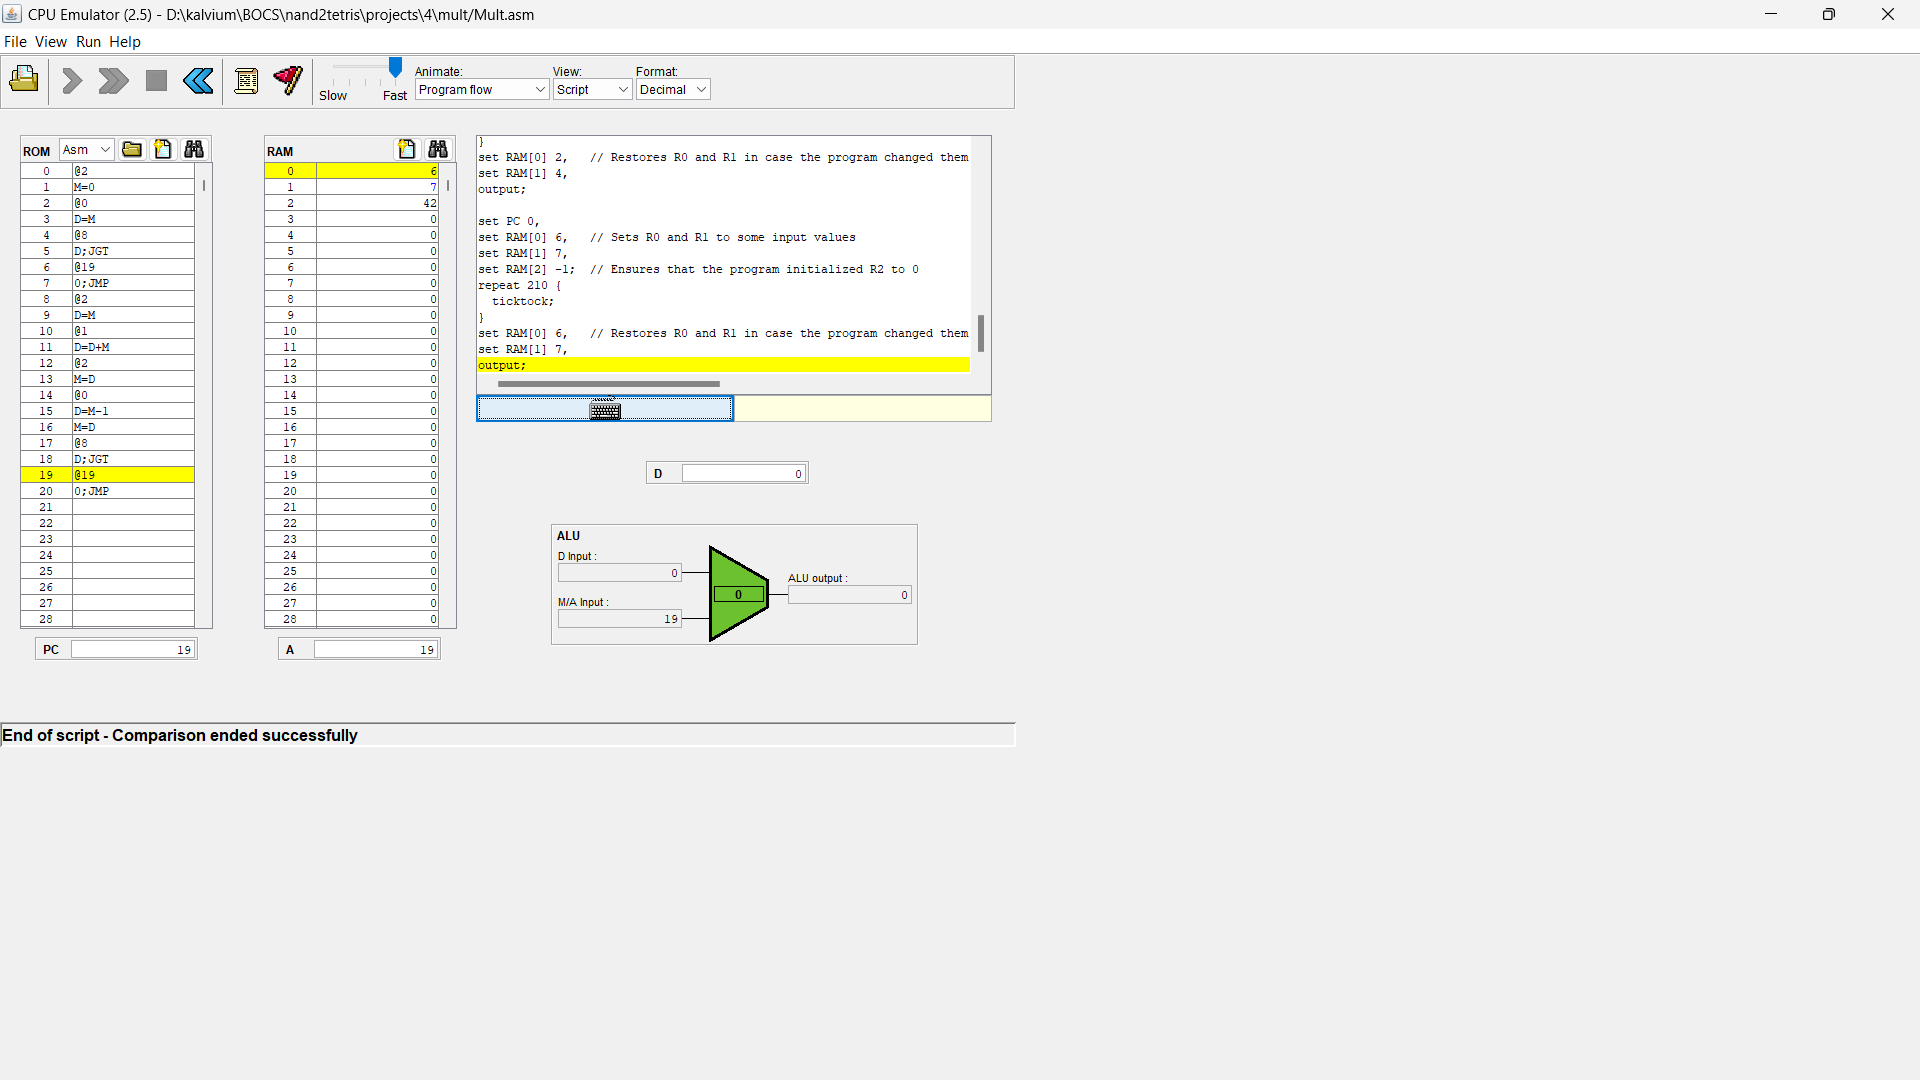 CPU Emulator (2.5) - D:\kalvium\BOCS\nand2tetris\projects\4\mult/Mult.asm
File View Run Help
Slow Fast
Animate:
Program flow
View:
Script
Format:
Decimal
ROM Asm
0 @2
1 M=0
2 @0
3 D=M
4 @8
5 D;JGT
6 @19
7 0;JMP
8 @2
9 D=M
10 @1
11 D=D+M
12 @2
13 M=D
14 @0
15 D=M-1
16 M=D
17 @8
18 D;JGT
19 @19
20 0;JMP
21
22
23
24
25
26
27
28
PC 19
RAM
0 6
1 7
2 42
3 0
4 0
5 0
6 0
7 0
8 0
9 0
10 0
11 0
12 0
13 0
14 0
15 0
16 0
17 0
18 0
19 0
20 0
21 0
22 0
23 0
24 0
25 0
26 0
27 0
28 0
A 19
}
set RAM[0] 2, // Restores R0 and R1 in case the program changed them
set RAM[1] 4,
output;
set PC 0,
set RAM[0] 6, // Sets R0 and R1 to some input values
set RAM[1] 7,
set RAM[2] -1; // Ensures that the program initialized R2 to 0
repeat 210 {
ticktock;
}
set RAM[0] 6, // Restores R0 and R1 in case the program changed them
set RAM[1] 7,
output;
D 0
ALU
D Input :
0
M/A Input :
19
0
ALU output :
0
End of script - Comparison ended successfully